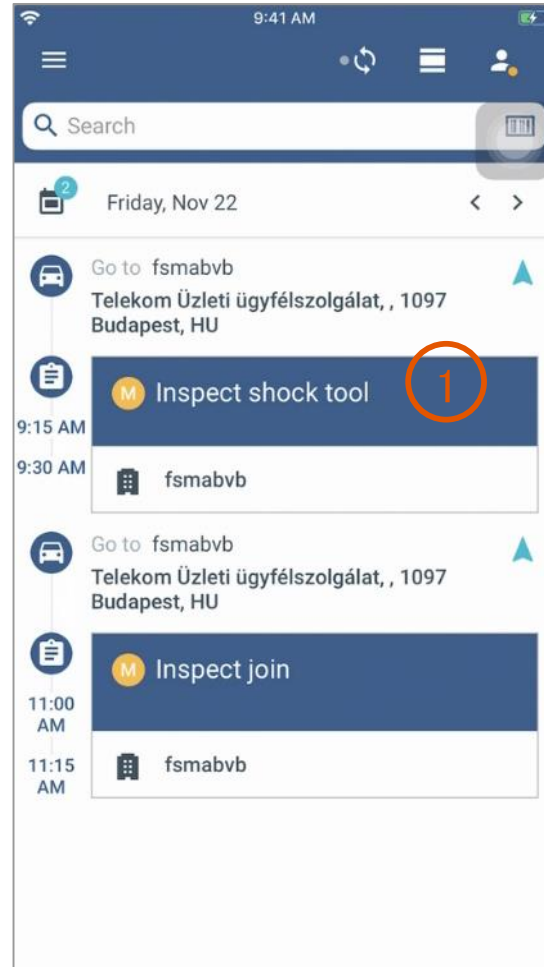 9:41 AM
Search
2
Friday, Nov 22
Go to fsmabvb
Telekom Üzleti ügyfélszolgálat, , 1097
Budapest, HU
M Inspect shock tool
1
9:15 AM
9:30 AM
fsmabvb
Go to fsmabvb
Telekom Üzleti ügyfélszolgálat, , 1097
Budapest, HU
M Inspect join
11:00
AM
11:15
AM
fsmabvb